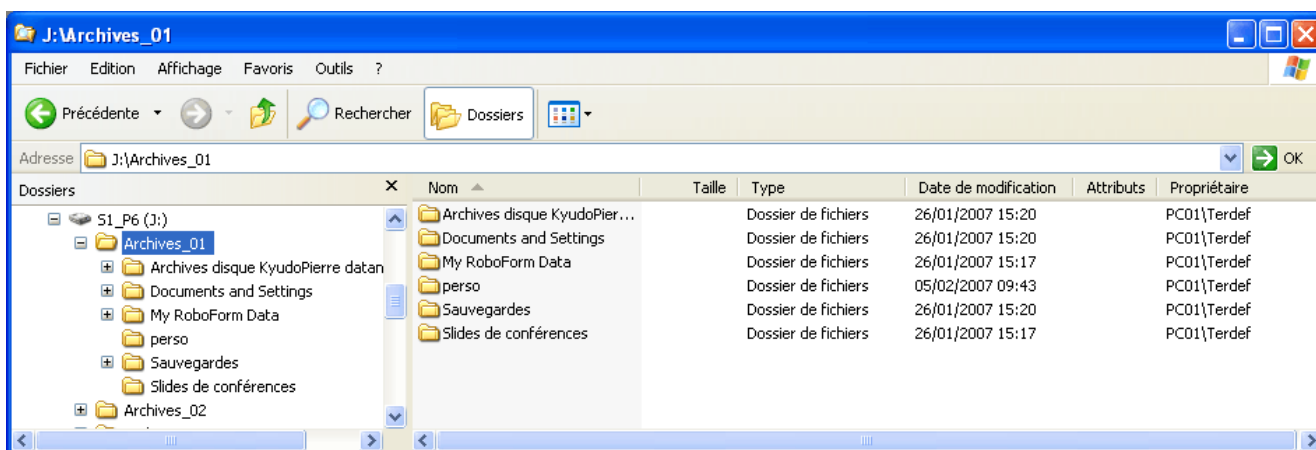 J:\Archives_01
Fichier Edition Affichage Favoris Outils ?
Précédente Rechercher Dossiers
Adresse J:\Archives_01 OK
Dossiers
S1_P6 (J:)
Archives_01
Archives disque KyudoPierre datan
Documents and Settings
My RoboForm Data
perso
Sauvegardes
Slides de conférences
Archives_02
Nom Taille Type Date de modification Attributs Propriétaire
Archives disque KyudoPier... Dossier de fichiers 26/01/2007 15:20 PC01\Terdef
Documents and Settings Dossier de fichiers 26/01/2007 15:20 PC01\Terdef
My RoboForm Data Dossier de fichiers 26/01/2007 15:17 PC01\Terdef
perso Dossier de fichiers 05/02/2007 09:43 PC01\Terdef
Sauvegardes Dossier de fichiers 26/01/2007 15:20 PC01\Terdef
Slides de conférences Dossier de fichiers 26/01/2007 15:17 PC01\Terdef